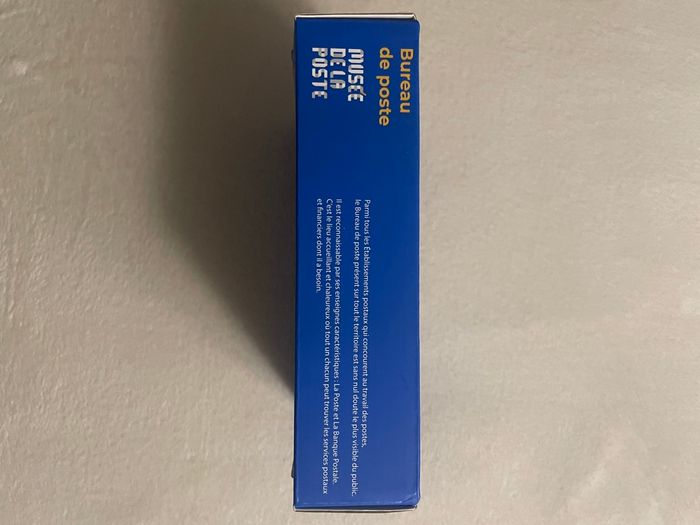 Bureau
de poste
MUSÉE
DE LA
POSTE
Parmi tous les Établissements postaux qui concourent au travail des postes,
le Bureau de poste présent sur tout le territoire est sans nul doute le plus visible du public.
Il est reconnaissable par ses enseignes caractéristiques : La Poste et La Banque Postale.
C'est le lieu accueillant et chaleureux où tout un chacun peut trouver les services postaux
et financiers dont il a besoin.